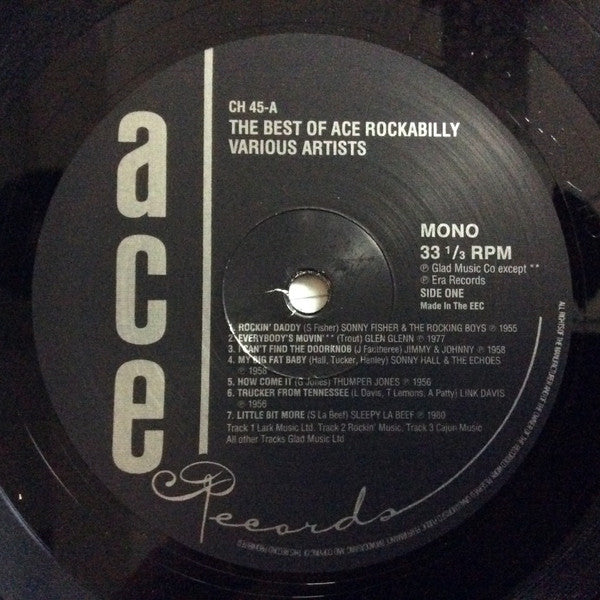 ace
Records
CH 45-A
THE BEST OF ACE ROCKABILLY
VARIOUS ARTISTS
MONO
33 1/3 RPM
℗ Glad Music Co except **
℗ Era Records
SIDE ONE
Made In The EEC
1. ROCKIN' DADDY (S Fisher) SONNY FISHER & THE ROCKING BOYS ℗ 1955
2. EVERYBODY'S MOVIN' ** (Trout) GLEN GLENN ℗ 1977
3. I CAN'T FIND THE DOORKNOB (J Fautheree) JIMMY & JOHNNY ℗ 1958
4. MY BIG FAT BABY (Hall, Tucker, Henley) SONNY HALL & THE ECHOES
℗ 1958
5. HOW COME IT (G Jones) THUMPER JONES ℗ 1956
6. TRUCKER FROM TENNESSEE (L Davis, T Lemons, A Patty) LINK DAVIS
℗ 1956
7. LITTLE BIT MORE (S La Beef) SLEEPY LA BEEF ℗ 1980
Track 1 Lark Music Ltd. Track 2 Rockin' Music, Track 3 Cajun Music
All other Tracks Glad Music Ltd